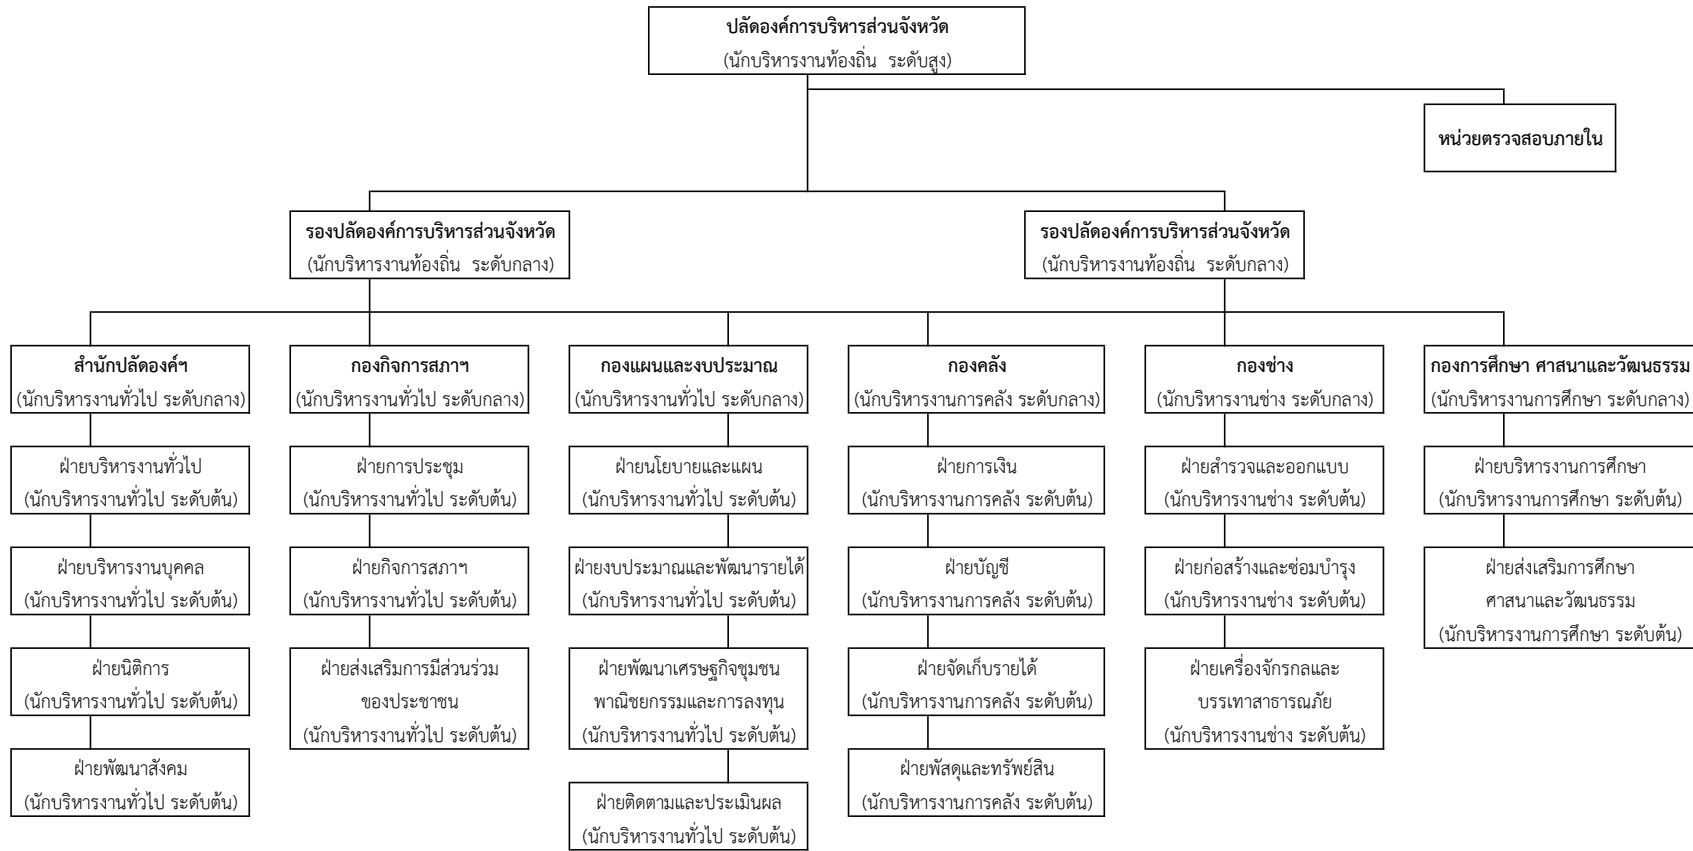 ปลัดองค์การบริหารส่วนจังหวัด
(นักบริหารงานท้องถิ่น ระดับสูง)
หน่วยตรวจสอบภายใน
รองปลัดองค์การบริหารส่วนจังหวัด
(นักบริหารงานท้องถิ่น ระดับกลาง)
รองปลัดองค์การบริหารส่วนจังหวัด
(นักบริหารงานท้องถิ่น ระดับกลาง)
สำนักปลัดองค์ฯ
(นักบริหารงานทั่วไป ระดับกลาง)
ฝ่ายบริหารงานทั่วไป
(นักบริหารงานทั่วไป ระดับต้น)
ฝ่ายบริหารงานบุคคล
(นักบริหารงานทั่วไป ระดับต้น)
ฝ่ายนิติการ
(นักบริหารงานทั่วไป ระดับต้น)
ฝ่ายพัฒนาสังคม
(นักบริหารงานทั่วไป ระดับต้น)
กองกิจการสภาฯ
(นักบริหารงานทั่วไป ระดับกลาง)
ฝ่ายการประชุม
(นักบริหารงานทั่วไป ระดับต้น)
ฝ่ายกิจการสภาฯ
(นักบริหารงานทั่วไป ระดับต้น)
ฝ่ายส่งเสริมการมีส่วนร่วม
ของประชาชน
(นักบริหารงานทั่วไป ระดับต้น)
กองแผนและงบประมาณ
(นักบริหารงานทั่วไป ระดับกลาง)
ฝ่ายนโยบายและแผน
(นักบริหารงานทั่วไป ระดับต้น)
ฝ่ายงบประมาณและพัฒนารายได้
(นักบริหารงานทั่วไป ระดับต้น)
ฝ่ายพัฒนาเศรษฐกิจชุมชน
พาณิชยกรรมและการลงทุน
(นักบริหารงานทั่วไป ระดับต้น)
ฝ่ายติดตามและประเมินผล
(นักบริหารงานทั่วไป ระดับต้น)
กองคลัง
(นักบริหารงานการคลัง ระดับกลาง)
ฝ่ายการเงิน
(นักบริหารงานการคลัง ระดับต้น)
ฝ่ายบัญชี
(นักบริหารงานการคลัง ระดับต้น)
ฝ่ายจัดเก็บรายได้
(นักบริหารงานการคลัง ระดับต้น)
ฝ่ายพัสดุและทรัพย์สิน
(นักบริหารงานการคลัง ระดับต้น)
กองช่าง
(นักบริหารงานช่าง ระดับกลาง)
ฝ่ายสำรวจและออกแบบ
(นักบริหารงานช่าง ระดับต้น)
ฝ่ายก่อสร้างและซ่อมบำรุง
(นักบริหารงานช่าง ระดับต้น)
ฝ่ายเครื่องจักรกลและ
บรรเทาสาธารณภัย
(นักบริหารงานช่าง ระดับต้น)
กองการศึกษา ศาสนาและวัฒนธรรม
(นักบริหารงานการศึกษา ระดับกลาง)
ฝ่ายบริหารงานการศึกษา
(นักบริหารงานการศึกษา ระดับต้น)
ฝ่ายส่งเสริมการศึกษา
ศาสนาและวัฒนธรรม
(นักบริหารงานการศึกษา ระดับต้น)